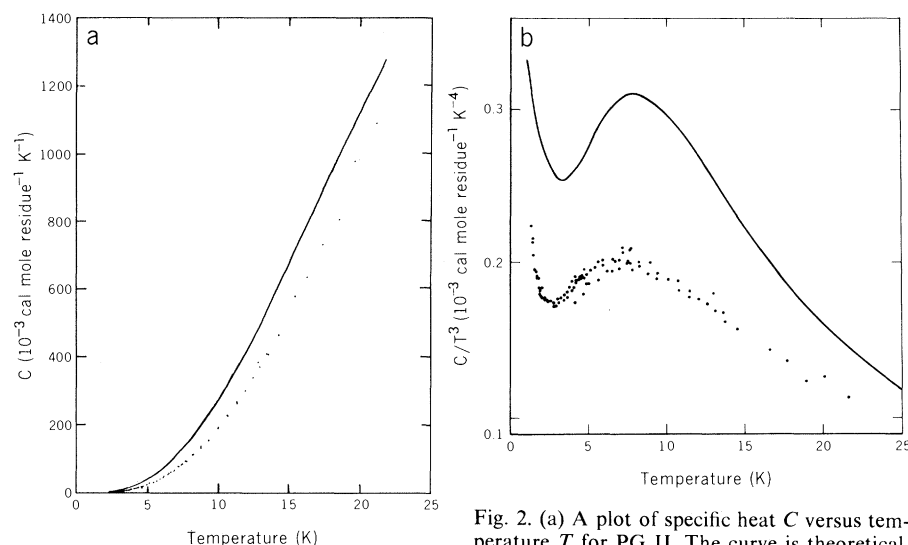 a
1400
1200
1000
800
600
400
200
0
C (10⁻³ cal mole residue⁻¹ K⁻¹)
0 5 10 15 20 25
Temperature (K)
b
0.3
0.2
0.1
C/T³ (10⁻³ cal mole residue⁻¹ K⁻⁴)
0 5 10 15 20 25
Temperature (K)
Fig. 2. (a) A plot of specific heat C versus tem-
perature T for PG II. The curve is theoretical,